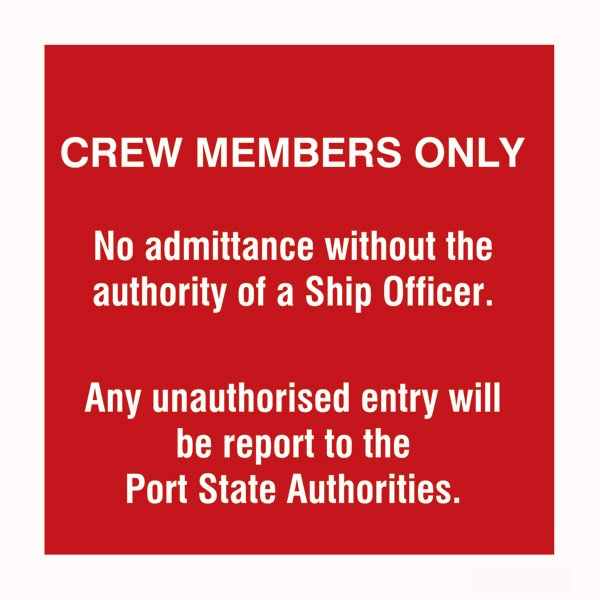 CREW MEMBERS ONLY
No admittance without the
authority of a Ship Officer.
Any unauthorised entry will
be report to the
Port State Authorities.